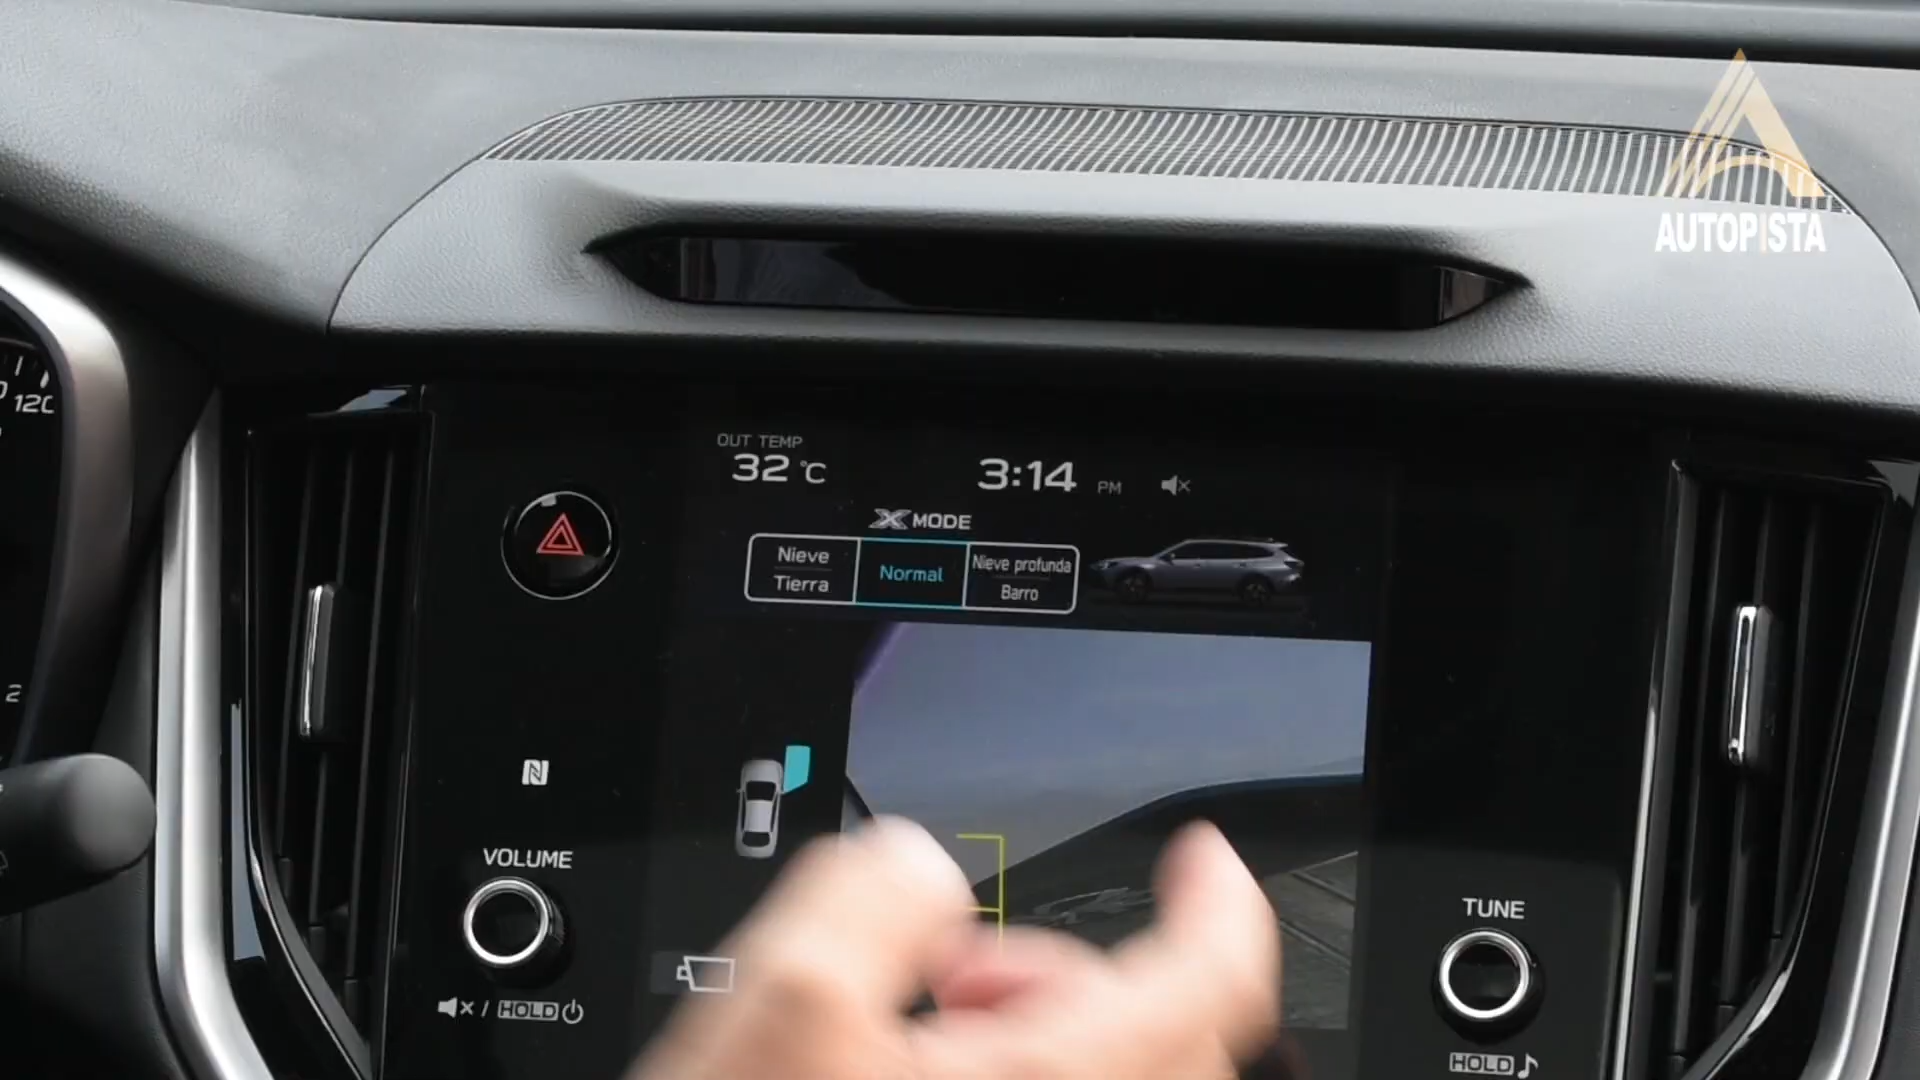 AUTOPISTA
120
OUT TEMP
32 °C
3:14 PM
X MODE
Nieve
Tierra
Normal
Nieve profunda
Barro
2
VOLUME
TUNE
/ HOLD
HOLD